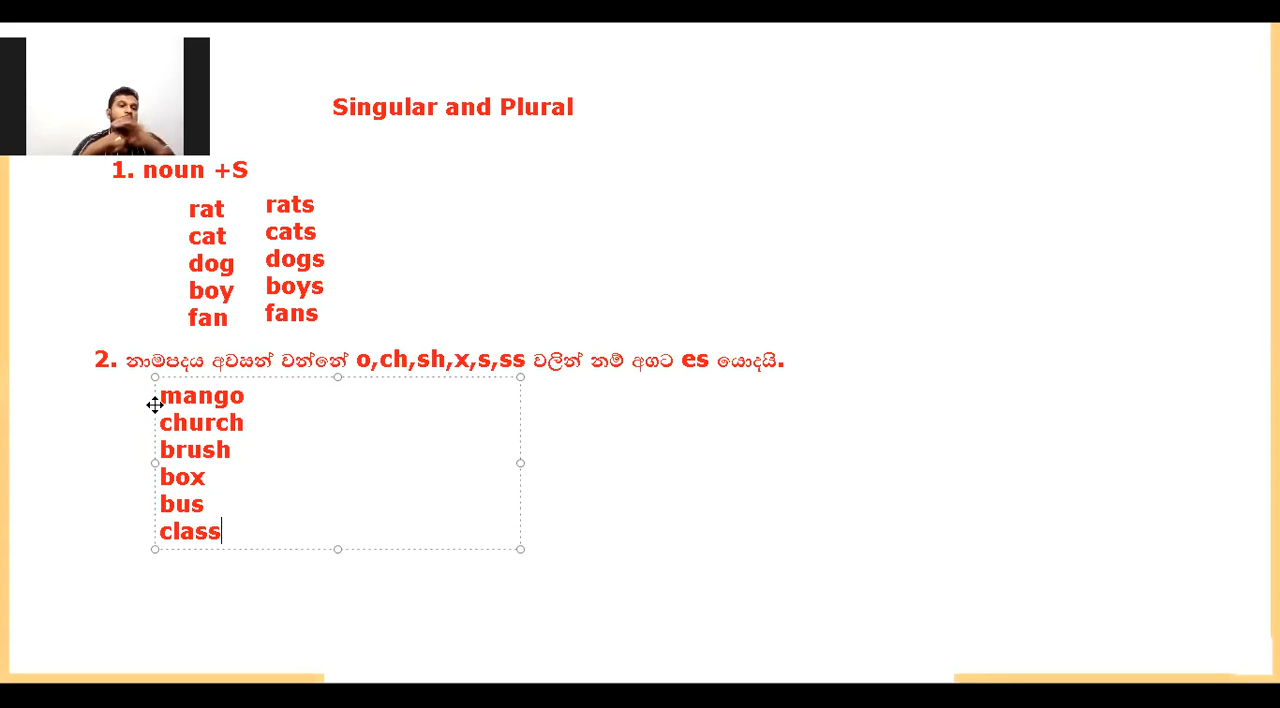 Singular and Plural
1. noun +S
rat rats
cat cats
dog dogs
boy boys
fan fans
2. නාමපදය අවසන් වන්නේ o,ch,sh,x,s,ss වලින් නම් අගට es යොදයි.
mango
church
brush
box
bus
class